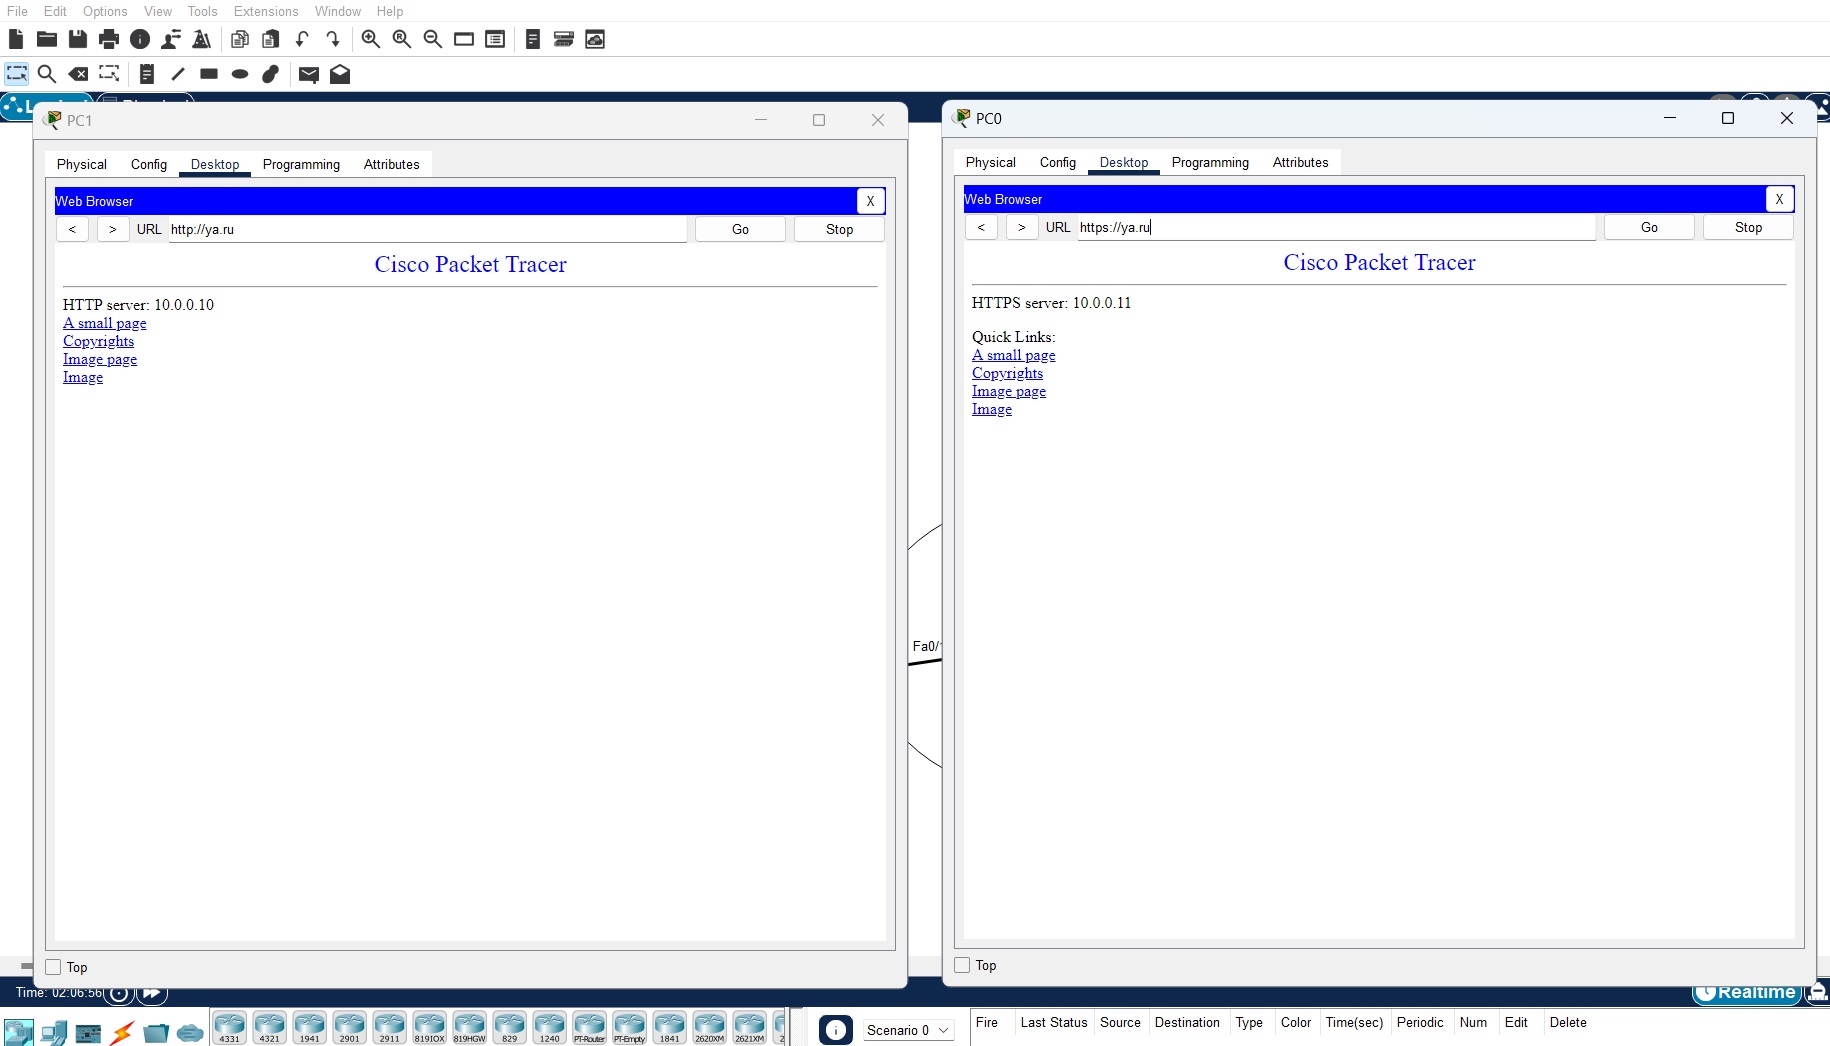 File Edit Options View Tools Extensions Window Help
PC1
Physical Config Desktop Programming Attributes
Web Browser X
< > URL http://ya.ru Go Stop
Cisco Packet Tracer
HTTP server: 10.0.0.10
A small page
Copyrights
Image page
Image
Top
PC0
Physical Config Desktop Programming Attributes
Web Browser X
< > URL https://ya.ru Go Stop
Cisco Packet Tracer
HTTPS server: 10.0.0.11
Quick Links:
A small page
Copyrights
Image page
Image
Top
Fa0/
Time: 02:06:56
Realtime
4331 4321 1941 2901 2911 819IOX 819HGW 829 1240 PT-Router PT-Empty 1841 2620XM 2621XM
Scenario 0
Fire Last Status Source Destination Type Color Time(sec) Periodic Num Edit Delete